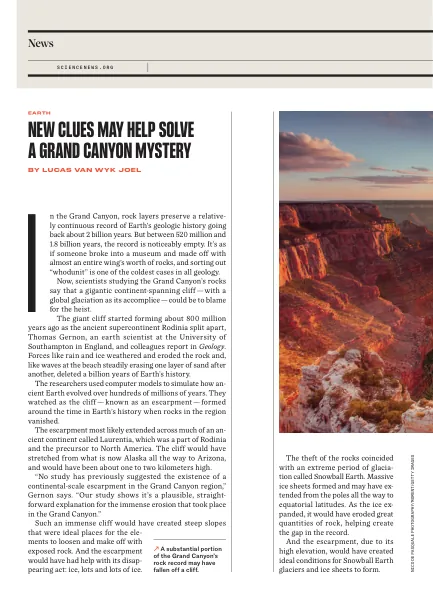 News
SCIENCENEWS.ORG
EARTH
NEW CLUES MAY HELP SOLVE
A GRAND CANYON MYSTERY
BY LUCAS VAN WYK JOEL
In the Grand Canyon, rock layers preserve a relative-
ly continuous record of Earth's geologic history going
back about 2 billion years. But between 520 million and
1.8 billion years, the record is noticeably empty. It's as
if someone broke into a museum and made off with
almost an entire wing's worth of rocks, and sorting out
“whodunit” is one of the coldest cases in all geology.
Now, scientists studying the Grand Canyon's rocks
say that a gigantic continent-spanning cliff — with a
global glaciation as its accomplice — could be to blame
for the heist.
The giant cliff started forming about 800 million
years ago as the ancient supercontinent Rodinia split apart,
Thomas Gernon, an earth scientist at the University of
Southampton in England, and colleagues report in Geology.
Forces like rain and ice weathered and eroded the rock and,
like waves at the beach steadily erasing one layer of sand after
another, deleted a billion years of Earth's history.
The researchers used computer models to simulate how an-
cient Earth evolved over hundreds of millions of years. They
watched as the cliff — known as an escarpment — formed
around the time in Earth's history when rocks in the region
vanished.
The escarpment most likely extended across much of an an-
cient continent called Laurentia, which was a part of Rodinia
and the precursor to North America. The cliff would have
stretched from what is now Alaska all the way to Arizona,
and would have been about one to two kilometers high.
“No study has previously suggested the existence of a
continental-scale escarpment in the Grand Canyon region,”
Gernon says. “Our study shows it's a plausible, straight-
forward explanation for the immense erosion that took place
in the Grand Canyon.”
Such an immense cliff would have created steep slopes
that were ideal places for the ele-
ments to loosen and make off with
exposed rock. And the escarpment
would have had help with its disap-
pearing act: ice, lots and lots of ice.
↗ A substantial portion
of the Grand Canyon's
rock record may have
fallen off a cliff.
The theft of the rocks coincided
with an extreme period of glacia-
tion called Snowball Earth. Massive
ice sheets formed and may have ex-
tended from the poles all the way to
equatorial latitudes. As the ice ex-
panded, it would have eroded great
quantities of rock, helping create
the gap in the record.
And the escarpment, due to its
high elevation, would have created
ideal conditions for Snowball Earth
glaciers and ice sheets to form.